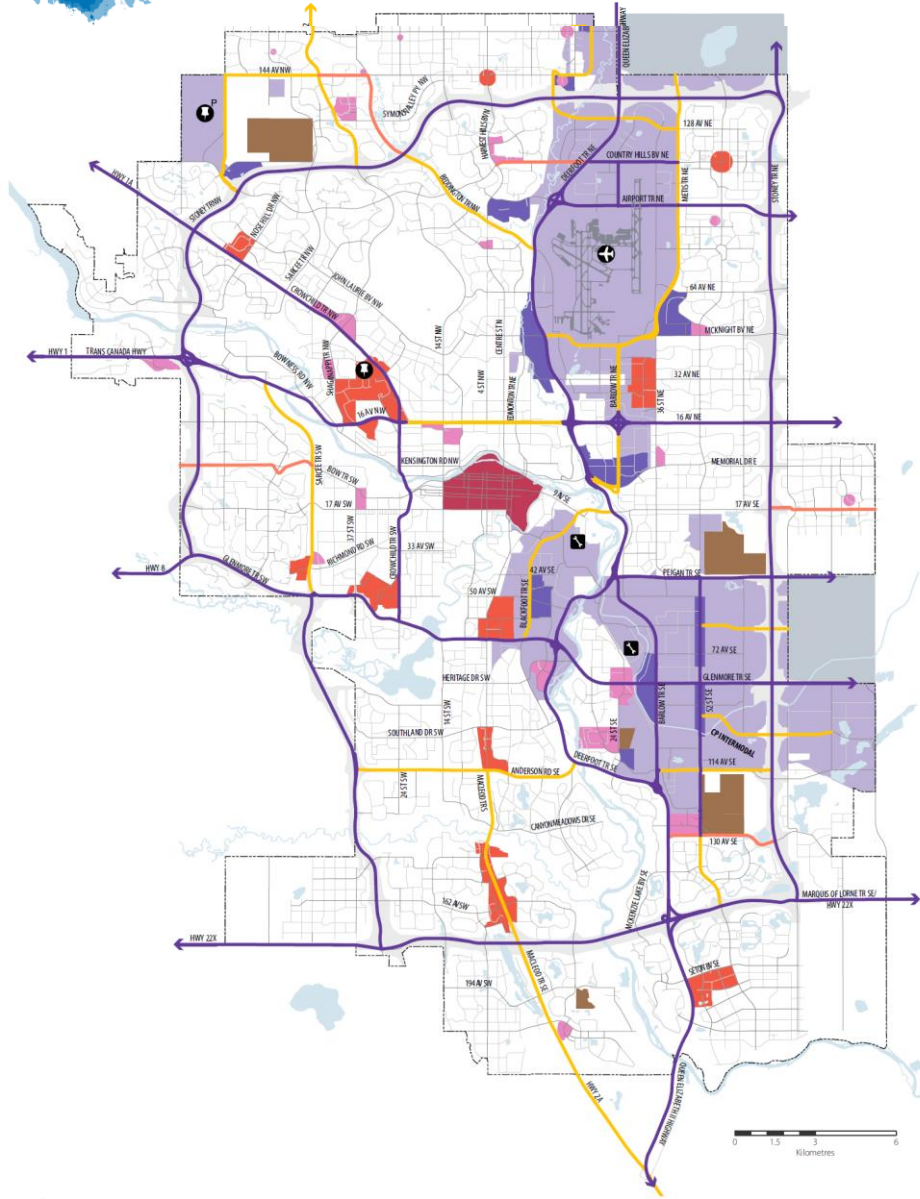 QUEEN ELIZABETH HWAY
2
144 AV NW
SYMONS VALLEY PY NW
P
HARVEST HILLS BV N
128 AV NE
COUNTRY HILLS BV NE
DEERFOOT TR NE
METIS TR NE
STONEY TR NE
AIRPORT TR NE
HWY 1A
STONEY TR NW
BEDDINGTON TR NW
NOSE HILL DR NW
SARCEE TR NW
JOHN LAURIE BV NW
CROWCHILD TR NW
64 AV NE
MCKNIGHT BV NE
14 ST NW
CENTRE ST N
HWY 1
TRANS CANADA HWY
BOWNESS RD NW
SHAGANAPPI TR NW
4 ST NW
EDMONTON TR NE
BARLOW TR NE
32 AV NE
36 ST NE
16 AV NW
16 AV NE
KENSINGTON RD NW
MEMORIAL DR E
SARCEE TR SW
BOW TR SW
9 AV SE
17 AV SW
17 AV SE
37 ST SW
RICHMOND RD SW
CROWCHILD TR SW
33 AV SW
HWY 8
GLENMORE TR SW
42 AV SE
PEIGAN TR SE
50 AV SW
BLACKFOOT TR SE
72 AV SE
HERITAGE DR SW
GLENMORE TR SE
14 ST SW
24 ST SE
BARLOW TR SE
52 ST SE
SOUTHLAND DR SW
CP INTERMODAL
DEERFOOT TR SE
114 AV SE
24 ST SW
ANDERSON RD SE
MACLEOD TR S
CANYON MEADOWS DR SE
130 AV SE
162 AV SW
MCKENZIE LAKE BV SE
MARQUIS OF LORNE TR SE/
HWY 22X
HWY 22X
MACLEOD TR SE
SETON BV SE
194 AV SW
HWY 2A
QUEEN ELIZABETH II HIGHWAY
0 1.5 3 6
Kilometres